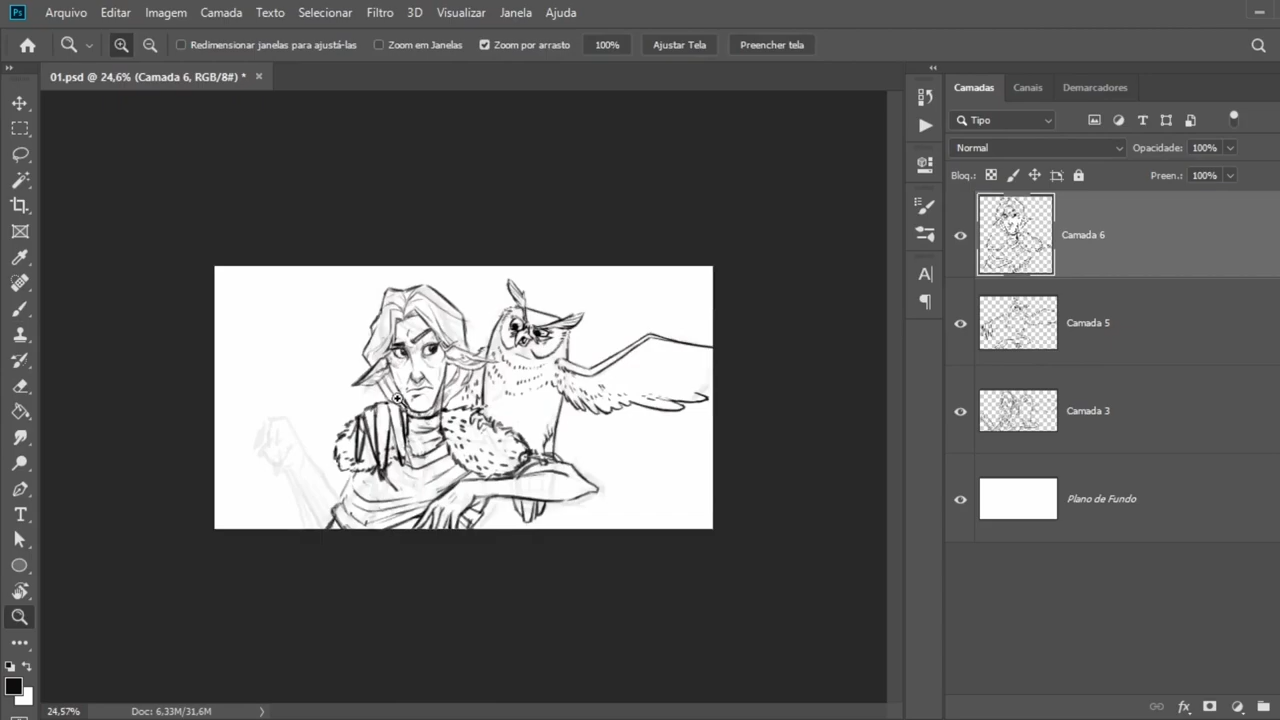 Ps Arquivo Editar Imagem Camada Texto Selecionar Filtro 3D Visualizar Janela Ajuda
Redimensionar janelas para ajustá-las Zoom em Janelas Zoom por arrasto 100% Ajustar Tela Preencher tela
01.psd @ 24,6% (Camada 6, RGB/8#) * ×
Camadas Canais Demarcadores
Tipo
Normal Opacidade: 100%
Bloq.: Preen.: 100%
Camada 6
Camada 5
Camada 3
Plano de Fundo
24,57% Doc: 6,33M/31,6M